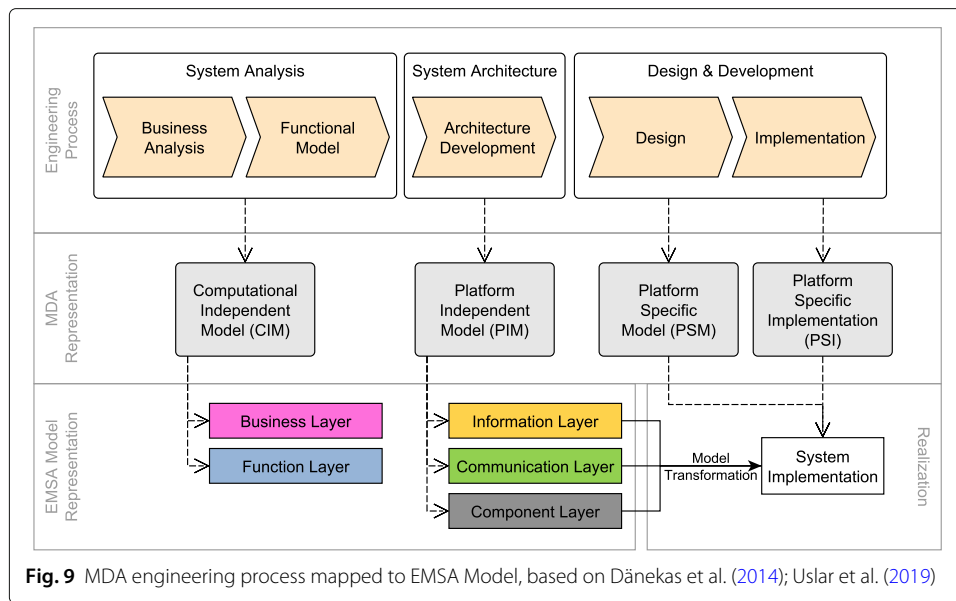 Engineering
Process
System Analysis
Business
Analysis
Functional
Model
System Architecture
Architecture
Development
Design & Development
Design
Implementation
MDA
Representation
Computational
Independent
Model (CIM)
Platform
Independent
Model (PIM)
Platform
Specific
Model (PSM)
Platform
Specific
Implementation
(PSI)
EMSA Model
Representation
Business Layer
Function Layer
Information Layer
Communication Layer
Component Layer
Model
Transformation
System
Implementation
Realization
Fig. 9 MDA engineering process mapped to EMSA Model, based on Dänekas et al. (2014); Uslar et al. (2019)